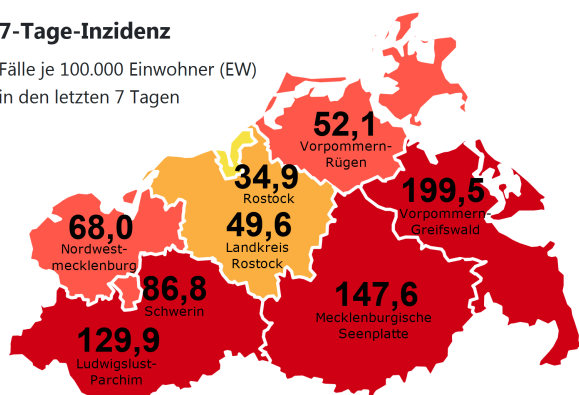 7-Tage-Inzidenz
Fälle je 100.000 Einwohner (EW)
in den letzten 7 Tagen
52,1
Vorpommern-
Rügen
34,9
Rostock
199,5
Vorpommern-
Greifswald
68,0
Nordwest-
mecklenburg
49,6
Landkreis
Rostock
86,8
Schwerin
147,6
Mecklenburgische
Seenplatte
129,9
Ludwigslust-
Parchim